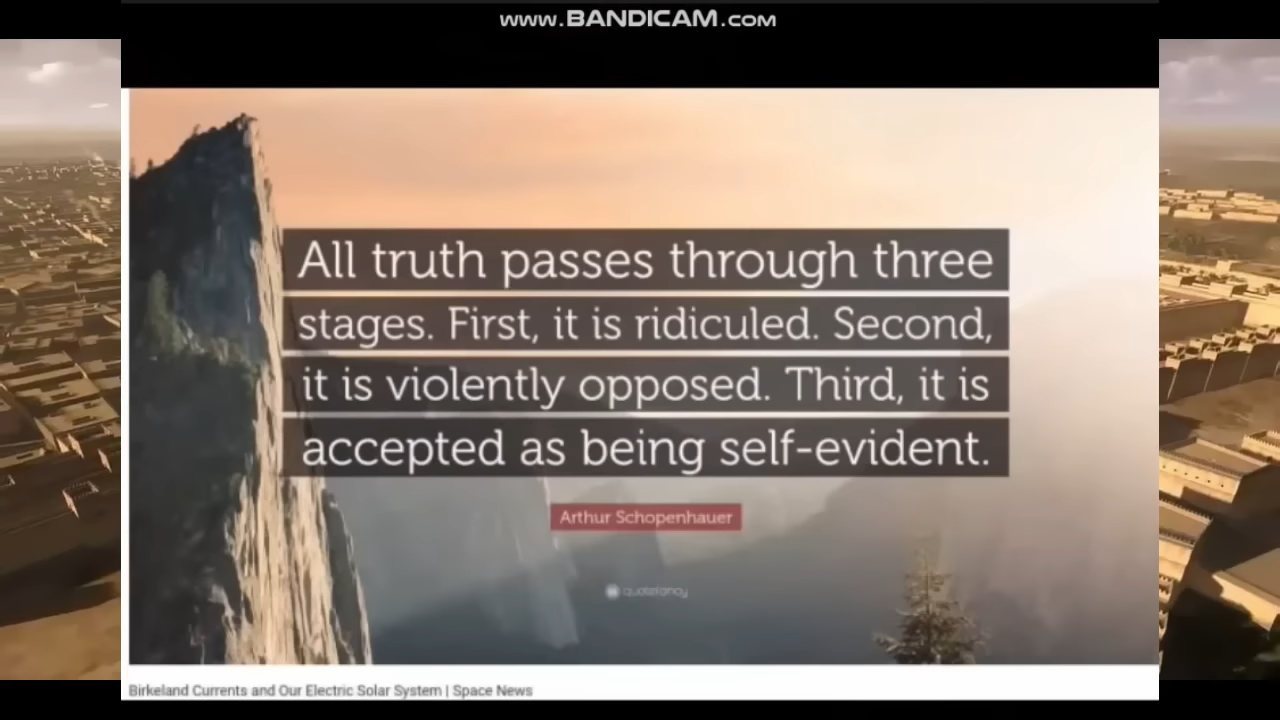 www.BANDICAM.com
All truth passes through three
stages. First, it is ridiculed. Second,
it is violently opposed. Third, it is
accepted as being self-evident.
Arthur Schopenhauer
quotefancy
Birkeland Currents and Our Electric Solar System | Space News